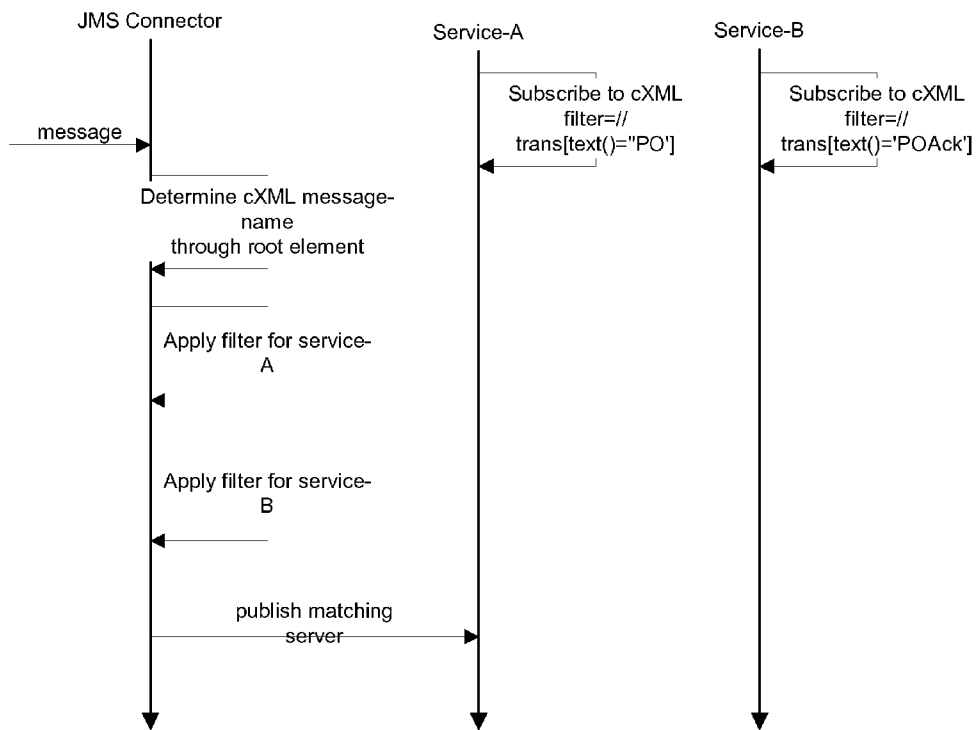 JMS Connector
Service-A
Service-B
Subscribe to cXML
filter=//
trans[text()="PO']
Subscribe to cXML
filter=//
trans[text()='POAck']
message
Determine cXML message-
name
through root element
Apply filter for service-
A
Apply filter for service-
B
publish matching
server